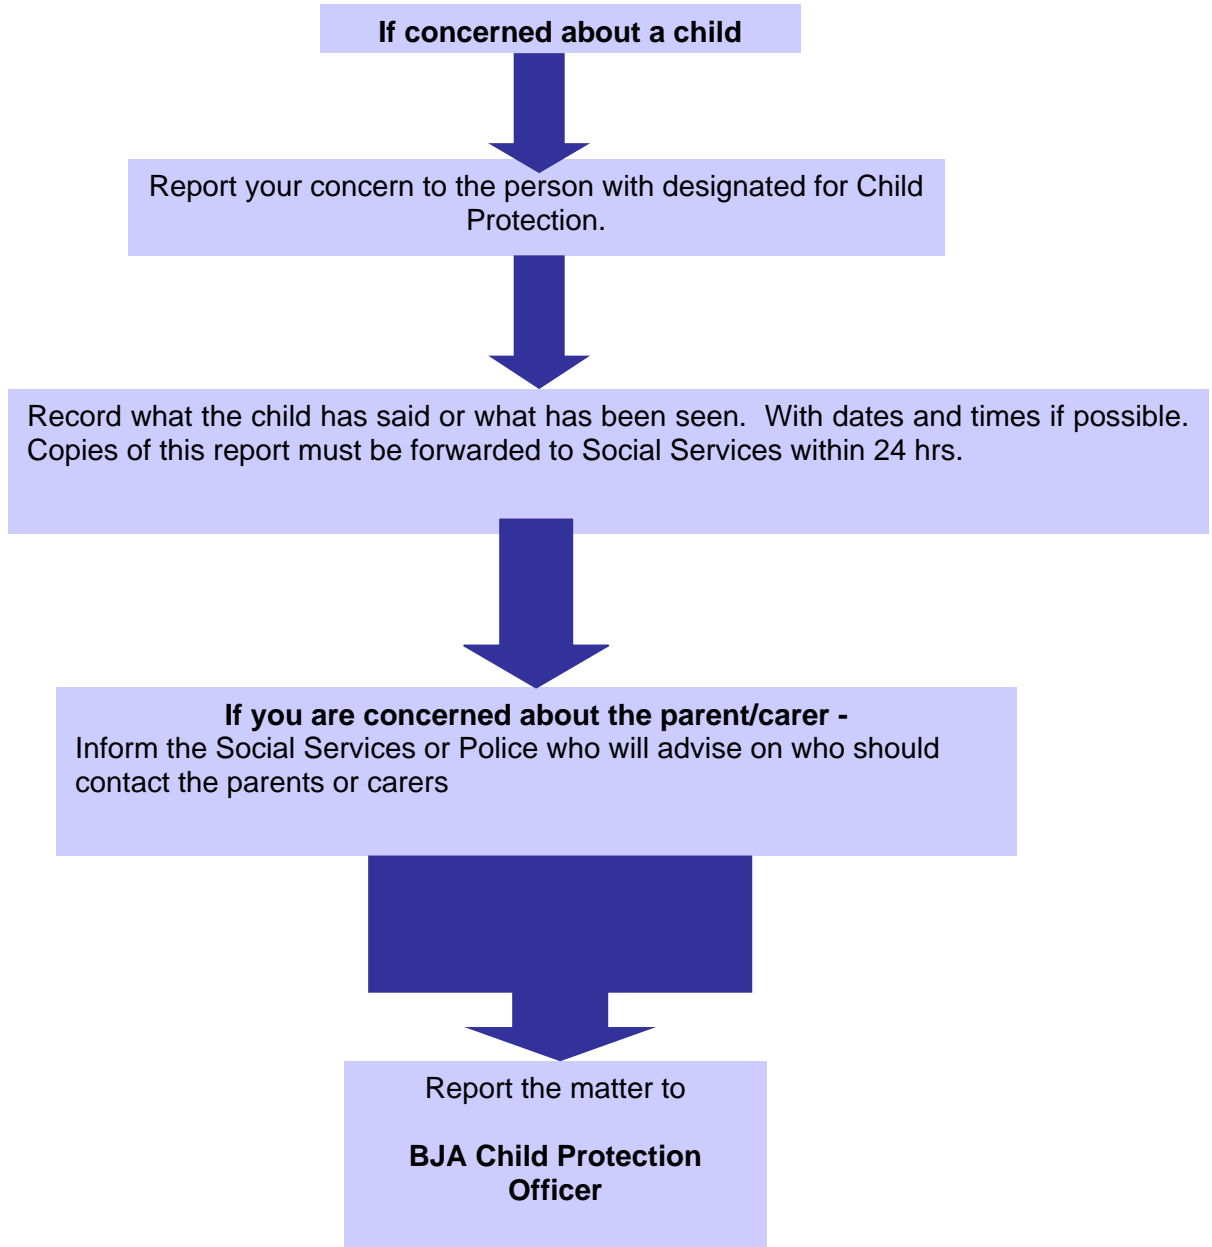 If concerned about a child
Report your concern to the person with designated for Child
Protection.
Record what the child has said or what has been seen.  With dates and times if possible.
Copies of this report must be forwarded to Social Services within 24 hrs.
If you are concerned about the parent/carer -
Inform the Social Services or Police who will advise on who should
contact the parents or carers
Report the matter to
BJA Child Protection
Officer